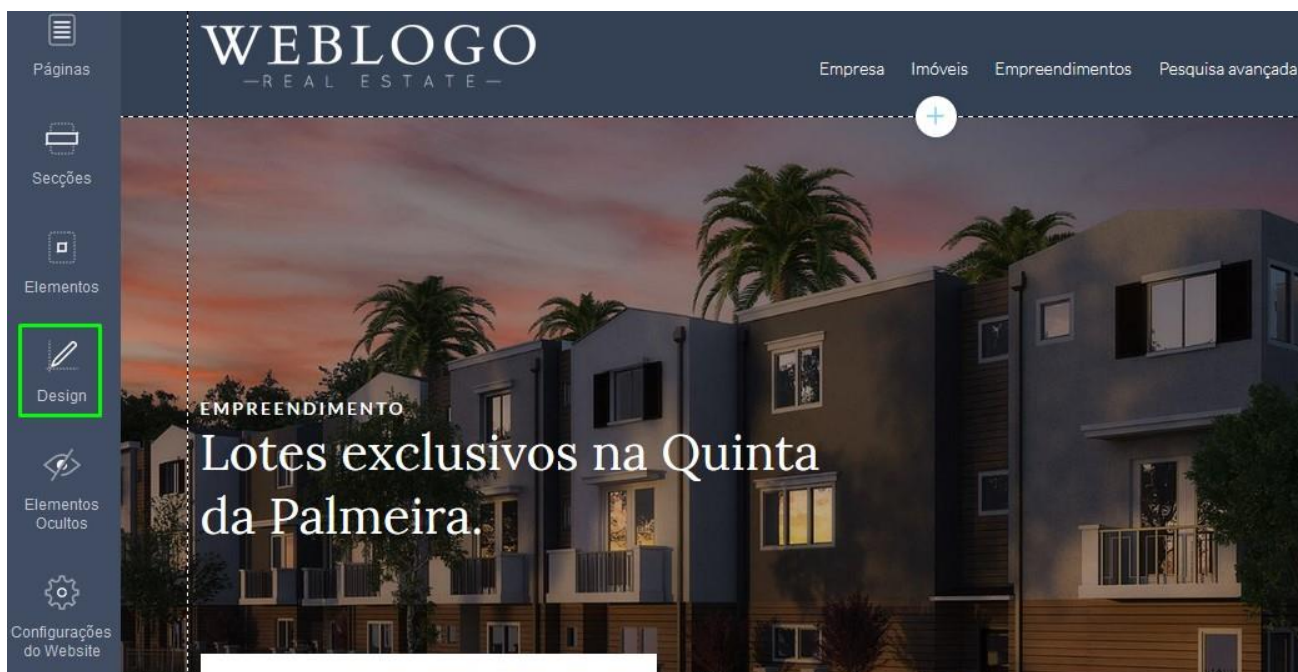 Páginas
Secções
Elementos
Design
Elementos
Ocultos
Configurações
do Website
WEBLOGO
—REAL ESTATE—
Empresa Imóveis Empreendimentos Pesquisa avançada
EMPREENDIMENTO
Lotes exclusivos na Quinta
da Palmeira.